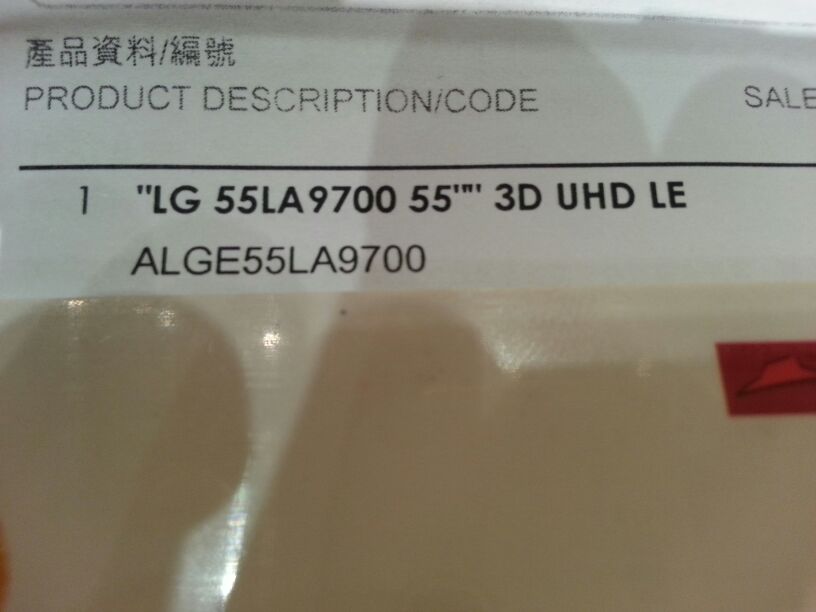 產品資料/編號
PRODUCT DESCRIPTION/CODE SALE
1 "LG 55LA9700 55"" 3D UHD LE
ALGE55LA9700